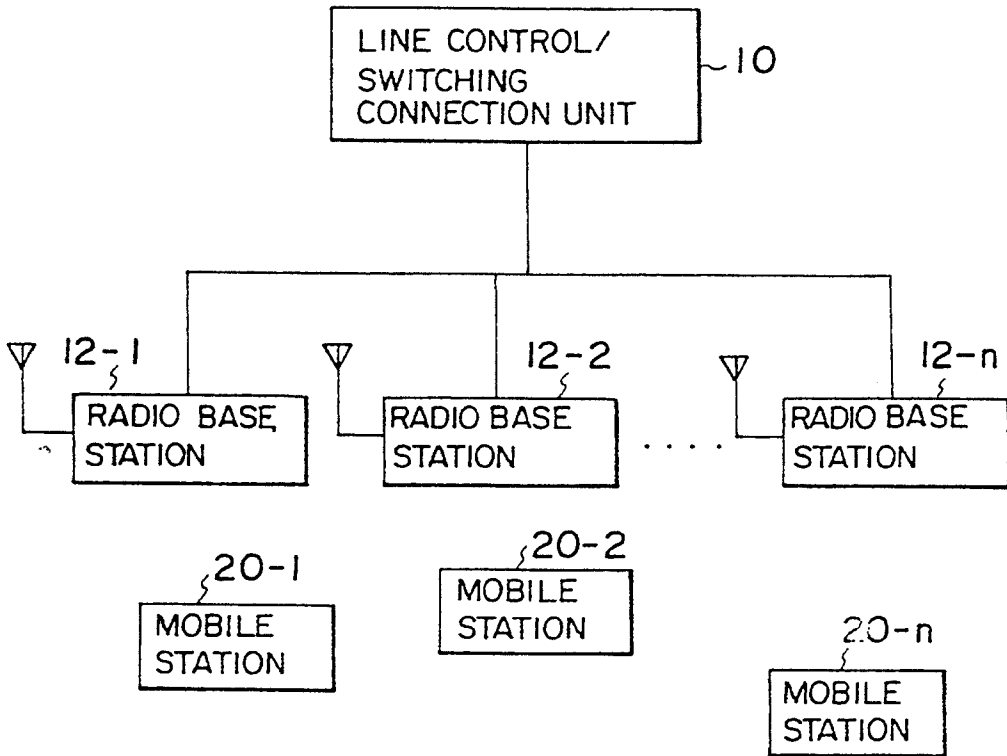 LINE CONTROL/
SWITCHING
CONNECTION UNIT
10
12-1
12-2
12-n
RADIO BASE
STATION
RADIO BASE
STATION
. . . .
RADIO BASE
STATION
20-1
MOBILE
STATION
20-2
MOBILE
STATION
20-n
MOBILE
STATION